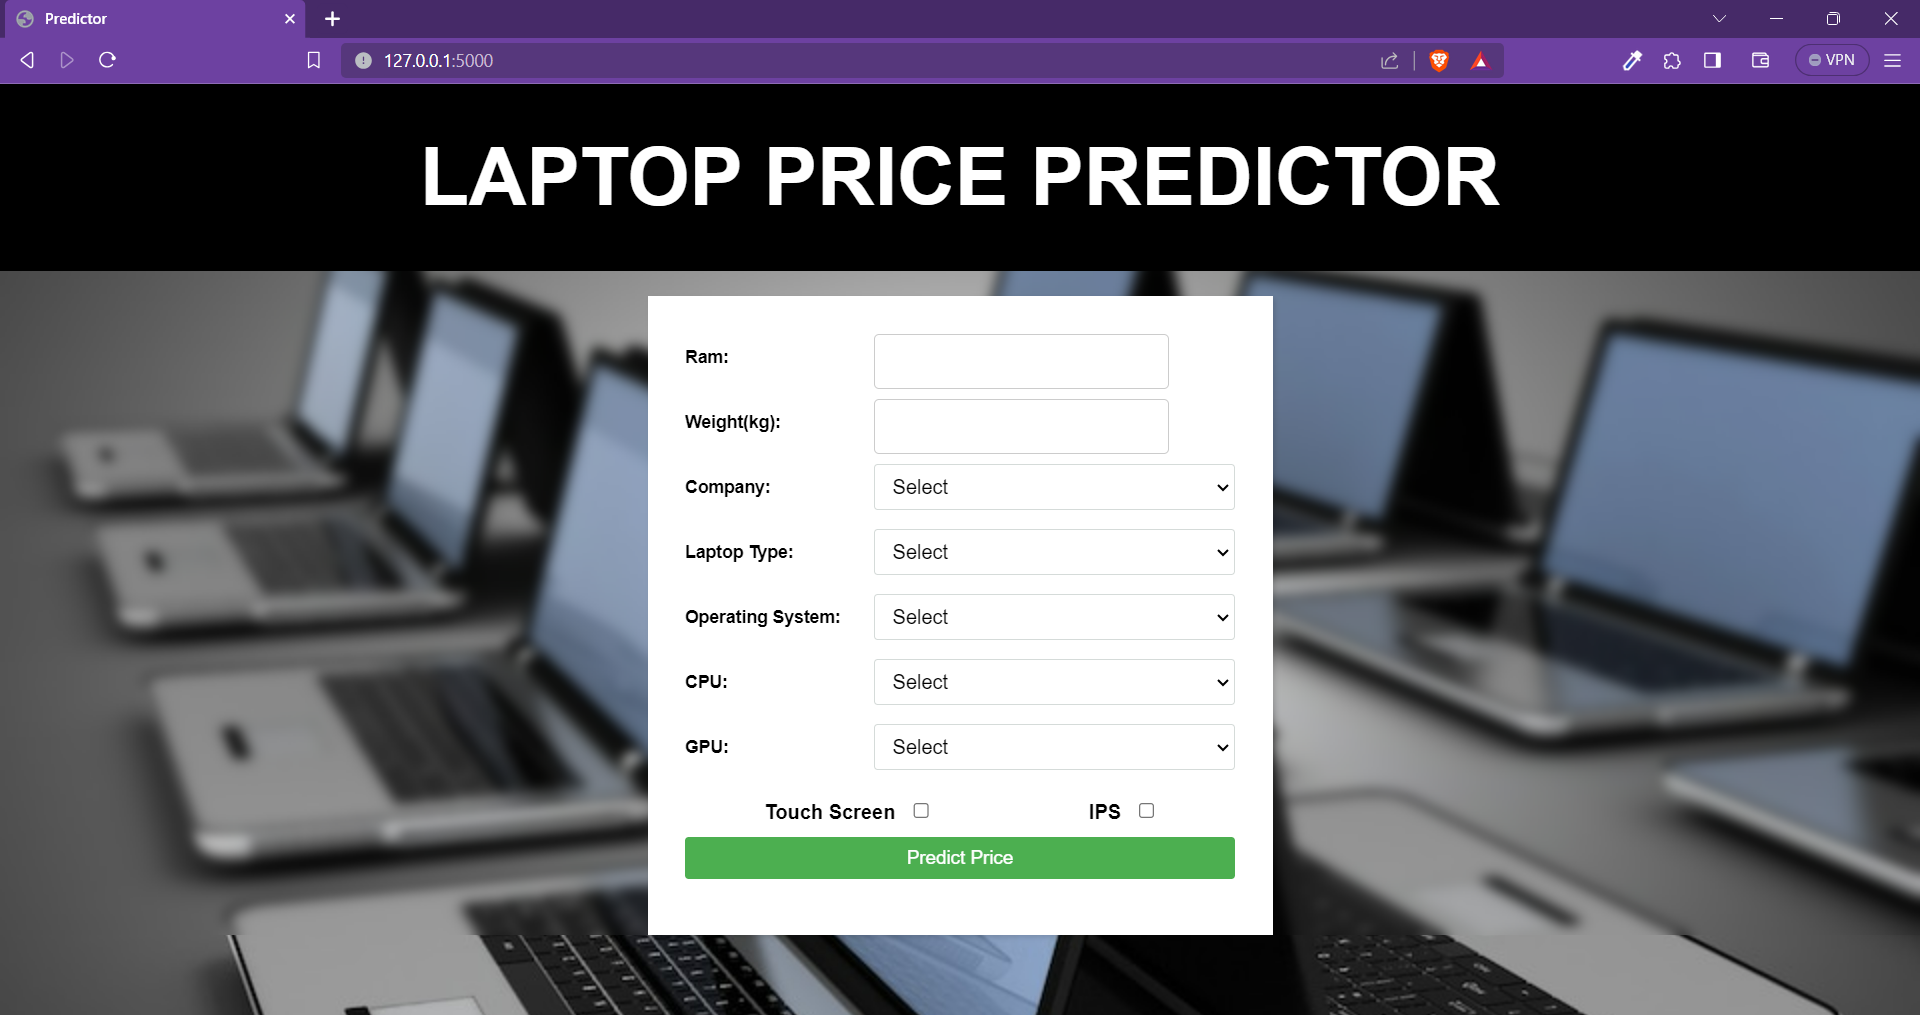 Predictor
127.0.0.1:5000
VPN
LAPTOP PRICE PREDICTOR
Ram:
Weight(kg):
Company: Select
Laptop Type: Select
Operating System: Select
CPU: Select
GPU: Select
Touch Screen IPS
Predict Price